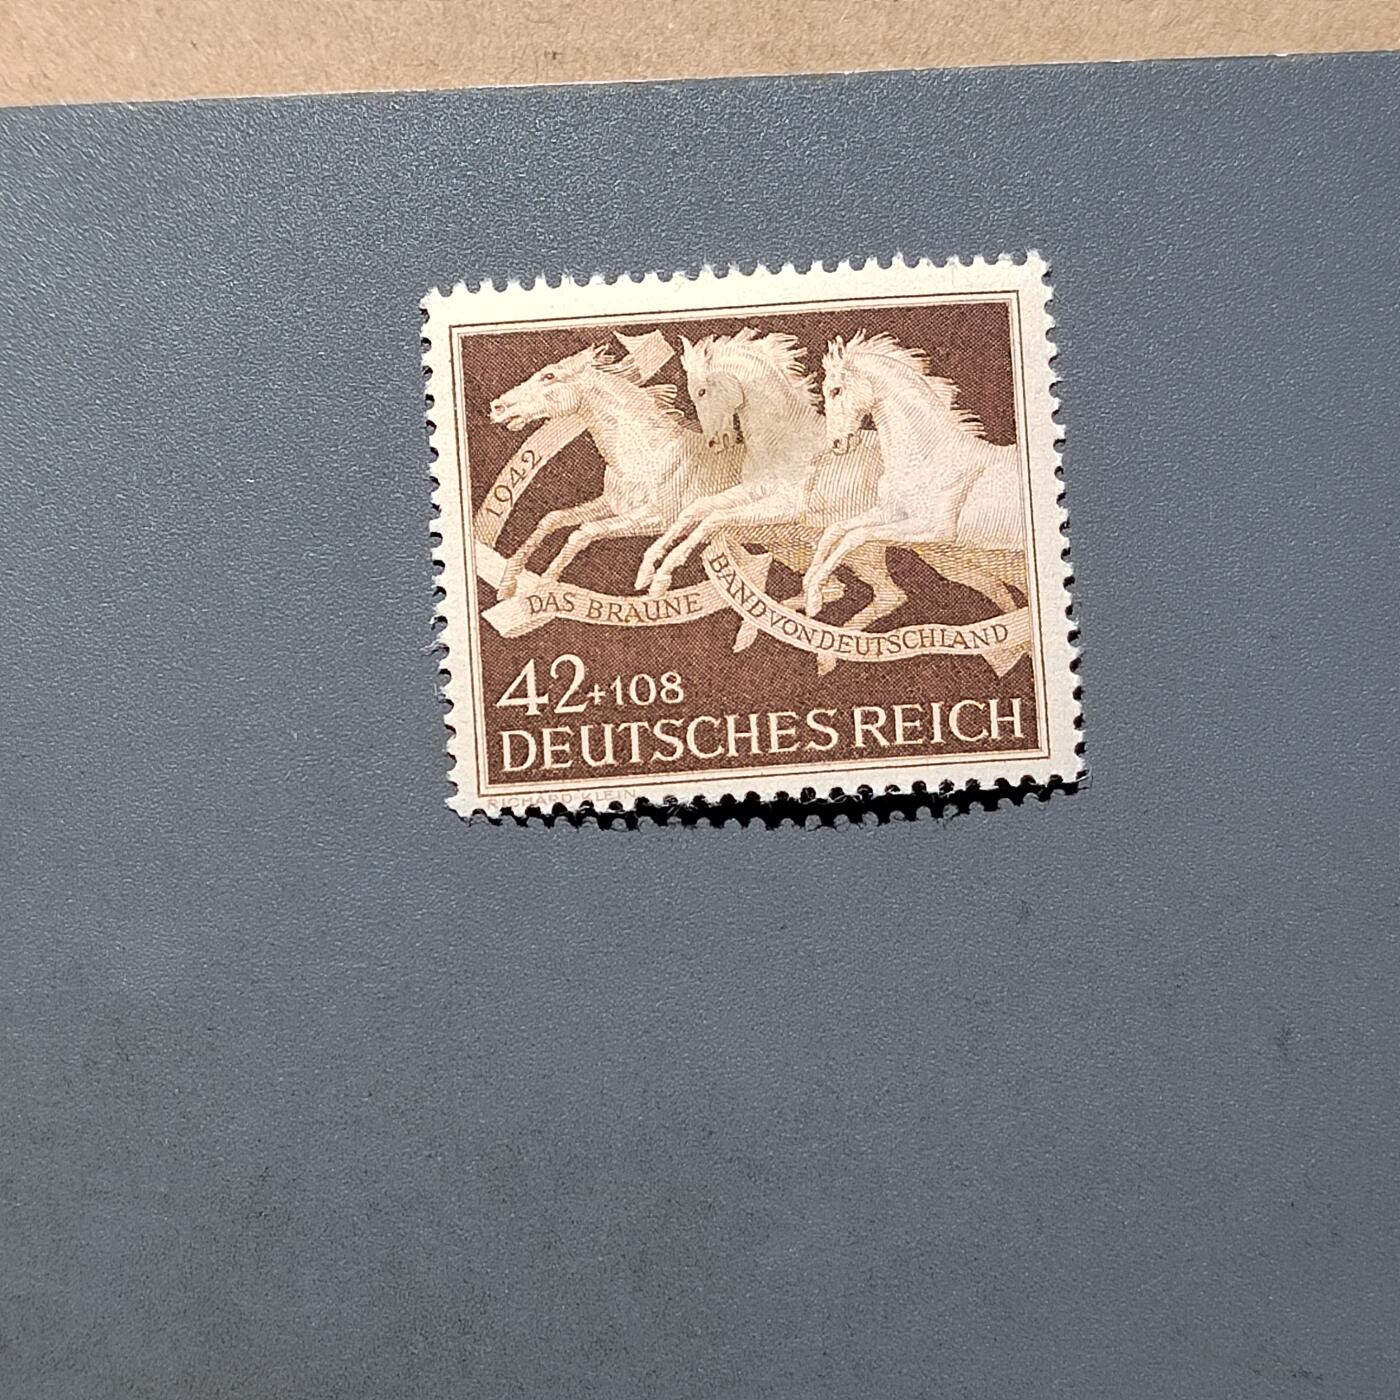 1942
DAS BRAUNE
BAND VON DEUTSCHLAND
42+108
DEUTSCHES REICH
RICHARD KLEIN